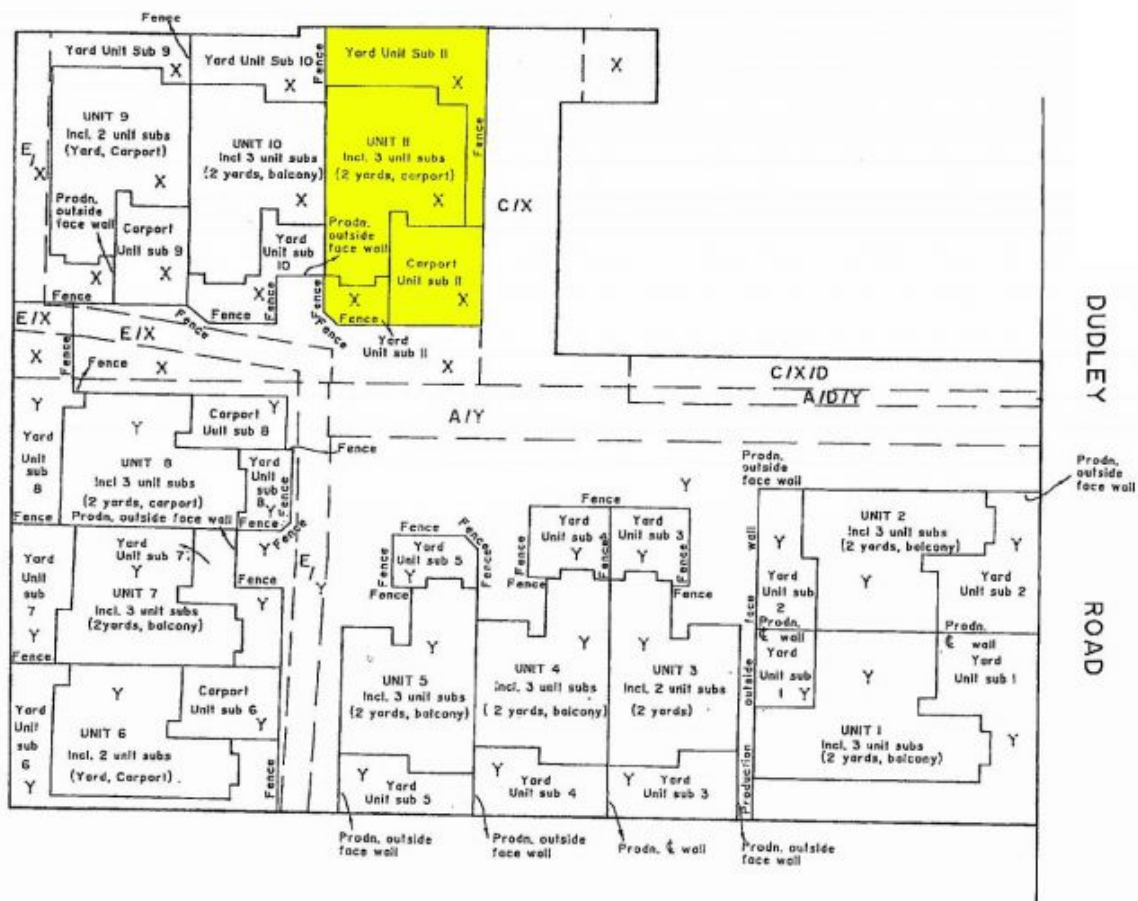 Fence
Yard Unit Sub 9
X
Yard Unit Sub 10
X
Fence
Yard Unit Sub 11
X
X
UNIT 9
Incl. 2 unit subs
(Yard, Carport)
X
E/X
UNIT 10
Incl 3 unit subs
(2 yards, balcony)
X
UNIT 11
Incl. 3 unit subs
(2 yards, carport)
X
Fence
C/X
Prodn.
outside
face wall
Carport
Unit sub 9
X
X
Fence
Yard
Unit sub
10
Prodn.
outside
face wall
Carport
Unit sub 11
X
X
Fence
Yard
Unit sub 11
X
Fence
Fence
Fence
X
Fence
Fence
Fence
E/X
E/X
X
X
Fence
Fence
X
C/X/D
A/D/Y
A/Y
DUDLEY
ROAD
Y
Yard
Unit
sub
8
Fence
Y
UNIT 8
Incl 3 unit subs
(2 yards, carport)
Prodn. outside face wall
Carport
Unit sub 8
Y
Yard
Unit
sub
8
Y
Fence
Fence
Fence
Fence
Yard
Unit
sub
7
Y
Fence
Yard
Unit sub 7
Y
UNIT 7
Incl. 3 unit subs
(2yards, balcony)
Y
Fence
Y
E/Y
Yard
Unit
sub
6
Y
Y
UNIT 6
Incl. 2 unit subs
(Yard, Carport)
Carport
Unit sub 6
Y
Fence
Fence
Yard
Unit sub 5
Y
Fence
Fence
Fence
Y
UNIT 5
Incl. 3 unit subs
(2 yards, balcony)
Y
Yard
Unit sub 5
Fence
Yard
Unit sub 4
Y
Fence
Fence
Fence
Y
UNIT 4
Incl. 3 unit subs
(2 yards, balcony)
Y
Yard
Unit sub 4
Y
Yard
Unit sub 3
Y
Fence
Fence
Y
UNIT 3
Incl. 2 unit subs
(2 yards)
Y
Yard
Unit sub 3
Prodn.
outside
face wall
Prodn.
outside
face wall
UNIT 2
Incl 3 unit subs
(2 yards, balcony)
Y
Y
Yard
Unit sub
2
Y
Yard
Unit sub 2
Prodn.
℄ wall
Prodn.
℄ wall
Yard
Unit sub
1
Y
Y
Yard
Unit sub 1
Y
UNIT 1
Incl. 3 unit subs
(2 yards, balcony)
Production outside face wall
Prodn. outside
face wall
Prodn. outside
face wall
Prodn. ℄ wall
Prodn. outside
face wall